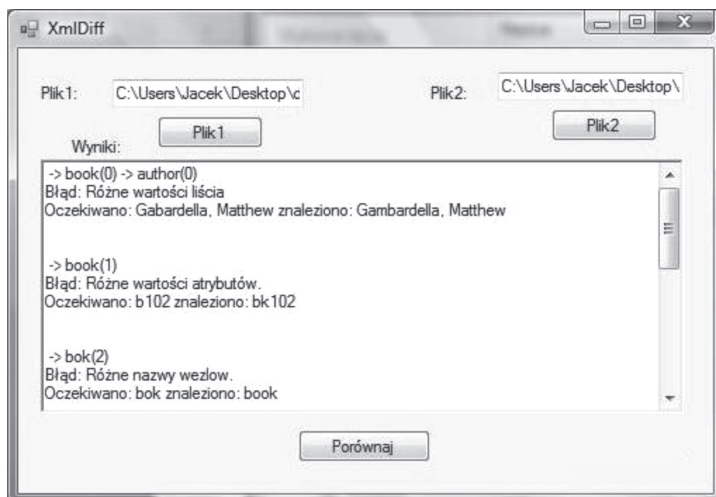 XmlDiff
Plik1: C:\Users\Jacek\Desktop\c
Plik2: C:\Users\Jacek\Desktop\
Plik1
Plik2
Wyniki:
-> book(0) -> author(0)
Błąd: Różne wartości liścia
Oczekiwano: Gabardella, Matthew znaleziono: Gambardella, Matthew
-> book(1)
Błąd: Różne wartości atrybutów.
Oczekiwano: b102 znaleziono: bk102
-> bok(2)
Błąd: Różne nazwy wezlow.
Oczekiwano: bok znaleziono: book
Porównaj